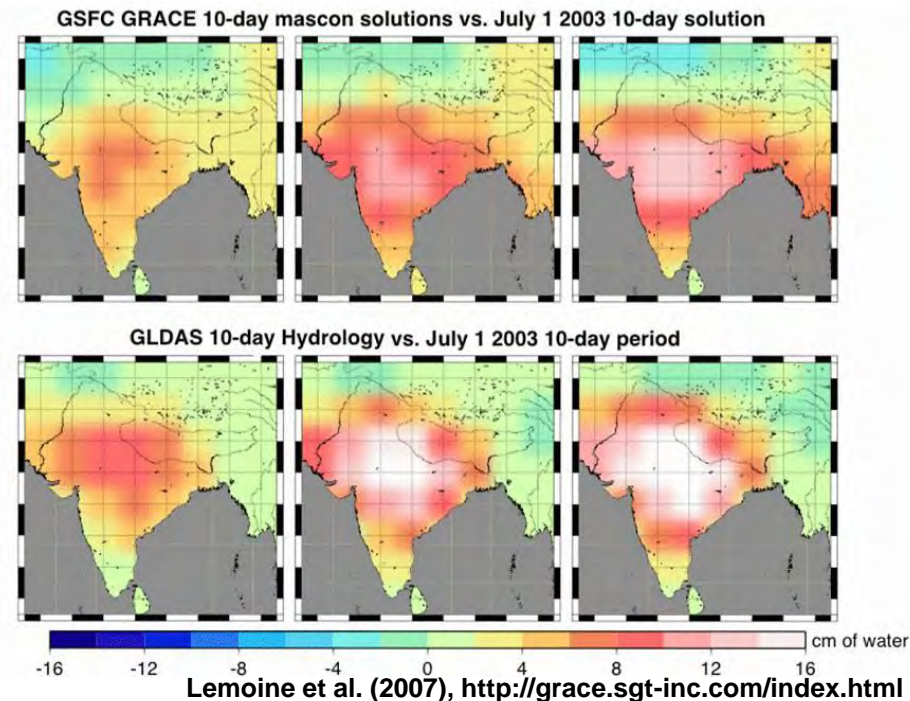 GSFC GRACE 10-day mascon solutions vs. July 1 2003 10-day solution
GLDAS 10-day Hydrology vs. July 1 2003 10-day period
cm of water
-16 -12 -8 -4 0 4 8 12 16
Lemoine et al. (2007), http://grace.sgt-inc.com/index.html